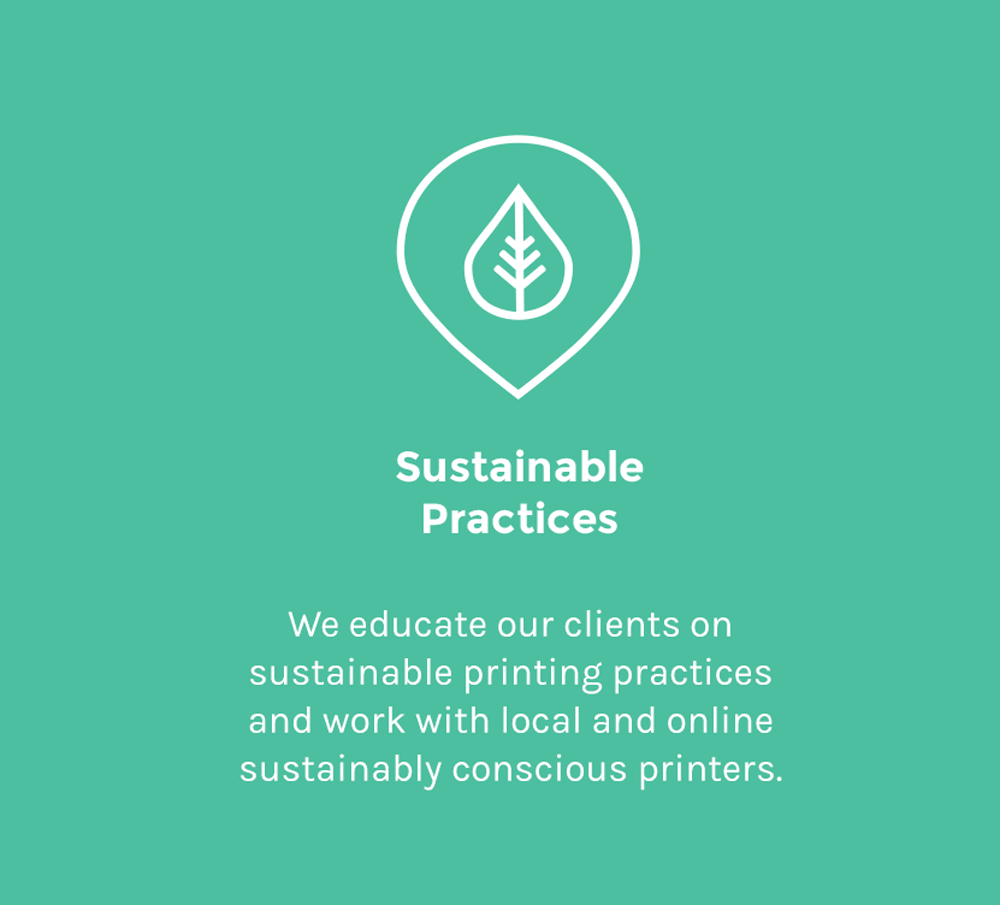 Sustainable
Practices
We educate our clients on
sustainable printing practices
and work with local and online
sustainably conscious printers.